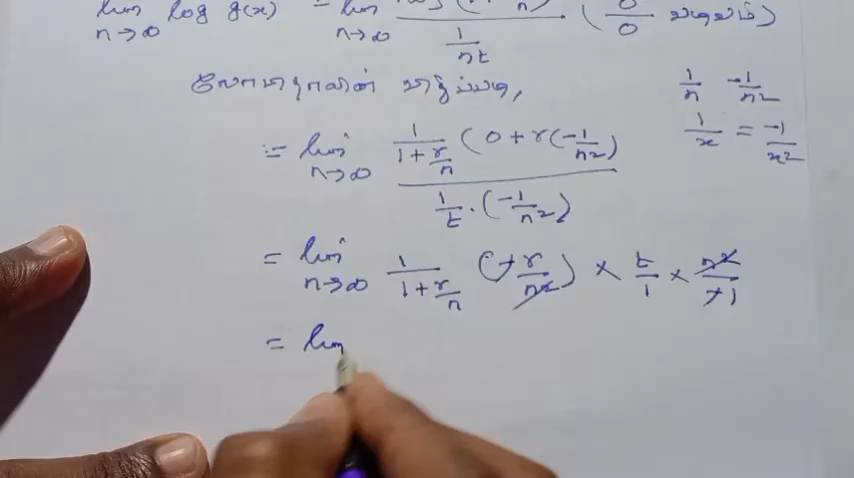 lim n→∞ log g(x) = lim n→∞ / 1/nt (0/0 வடிவம்)
லோபிதாலின் விதிப்படி, 1/n -1/n2
1/x = -1/x2
= lim n→∞ 1/(1+r/n) (0+r(-1/n2) / 1/t . (-1/n2)
= lim n→∞ 1/(1+r/n) (-r/n2) × t/1 × n2/-1
= lim